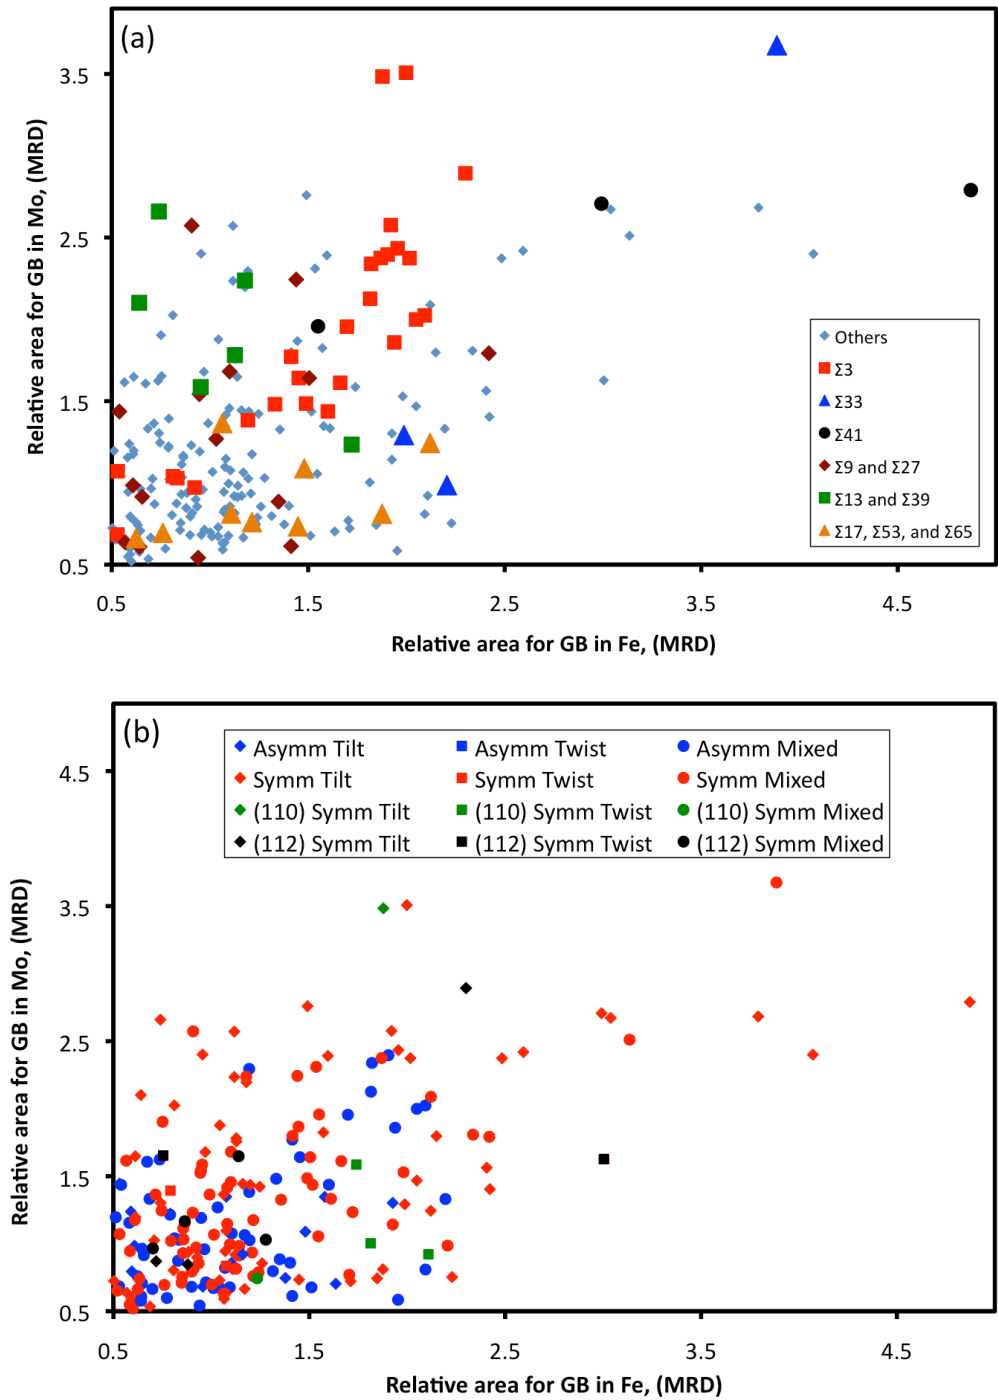 (a)
3.5
2.5
1.5
0.5
Relative area for GB in Mo, (MRD)
Others
Σ3
Σ33
Σ41
Σ9 and Σ27
Σ13 and Σ39
Σ17, Σ53, and Σ65
0.5 1.5 2.5 3.5 4.5
Relative area for GB in Fe, (MRD)
(b)
Asymm Tilt Asymm Twist Asymm Mixed
Symm Tilt Symm Twist Symm Mixed
(110) Symm Tilt (110) Symm Twist (110) Symm Mixed
(112) Symm Tilt (112) Symm Twist (112) Symm Mixed
4.5
3.5
2.5
1.5
0.5
Relative area for GB in Mo, (MRD)
0.5 1.5 2.5 3.5 4.5
Relative area for GB in Fe, (MRD)